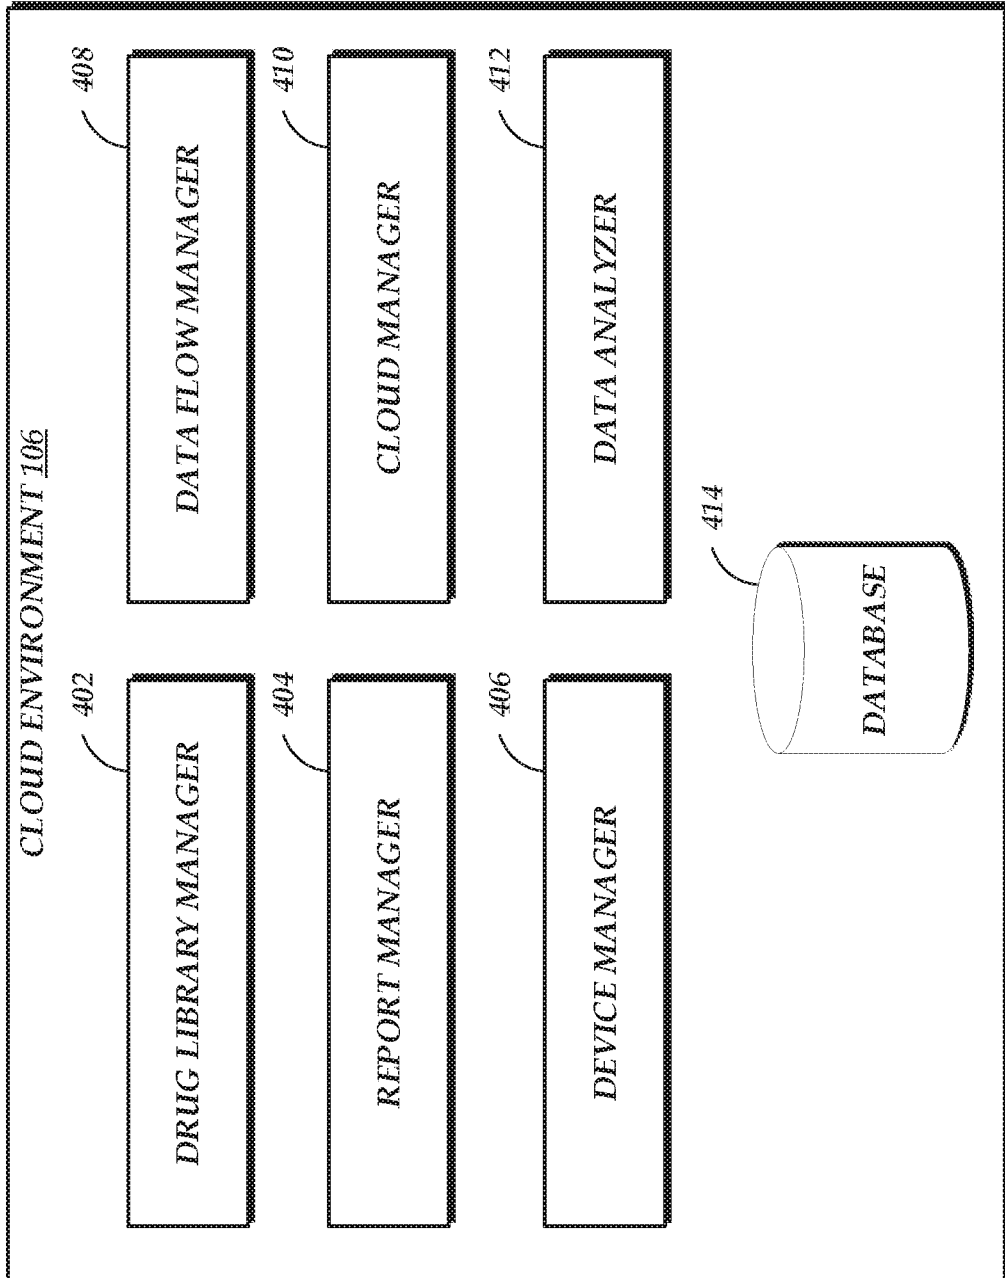 CLOUD ENVIRONMENT 106
402
DRUG LIBRARY MANAGER
408
DATA FLOW MANAGER
404
REPORT MANAGER
410
CLOUD MANAGER
406
DEVICE MANAGER
412
DATA ANALYZER
414
DATABASE